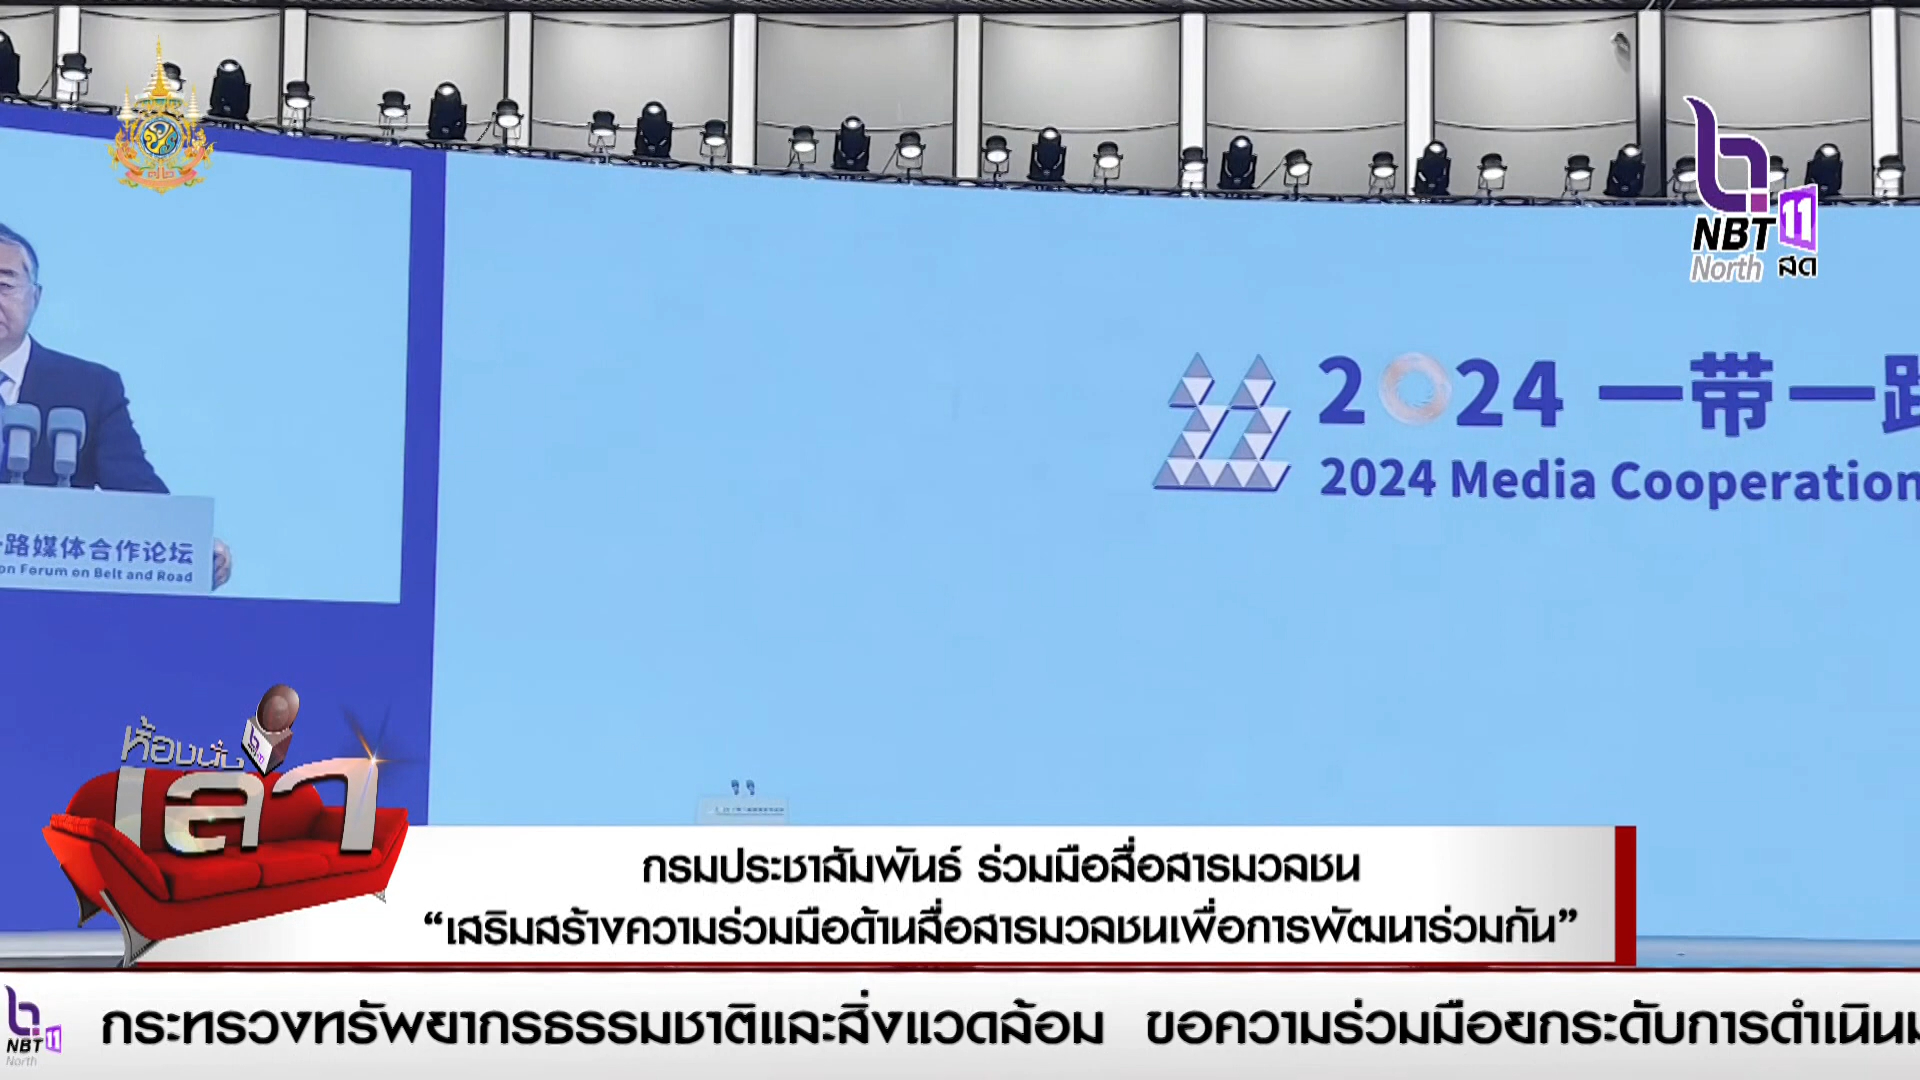 NBT 11
North สด
2024 一带一路
2024 Media Cooperation
路媒体合作论坛
on Forum on Belt and Road
ห้องนั่ง
เล่า
กรมประชาสัมพันธ์ ร่วมมือสื่อสารมวลชน
“เสริมสร้างความร่วมมือด้านสื่อสารมวลชนเพื่อการพัฒนาร่วมกัน”
NBT 11
North
กระทรวงทรัพยากรธรรมชาติและสิ่งแวดล้อม ขอความร่วมมือยกระดับการดำเนิน